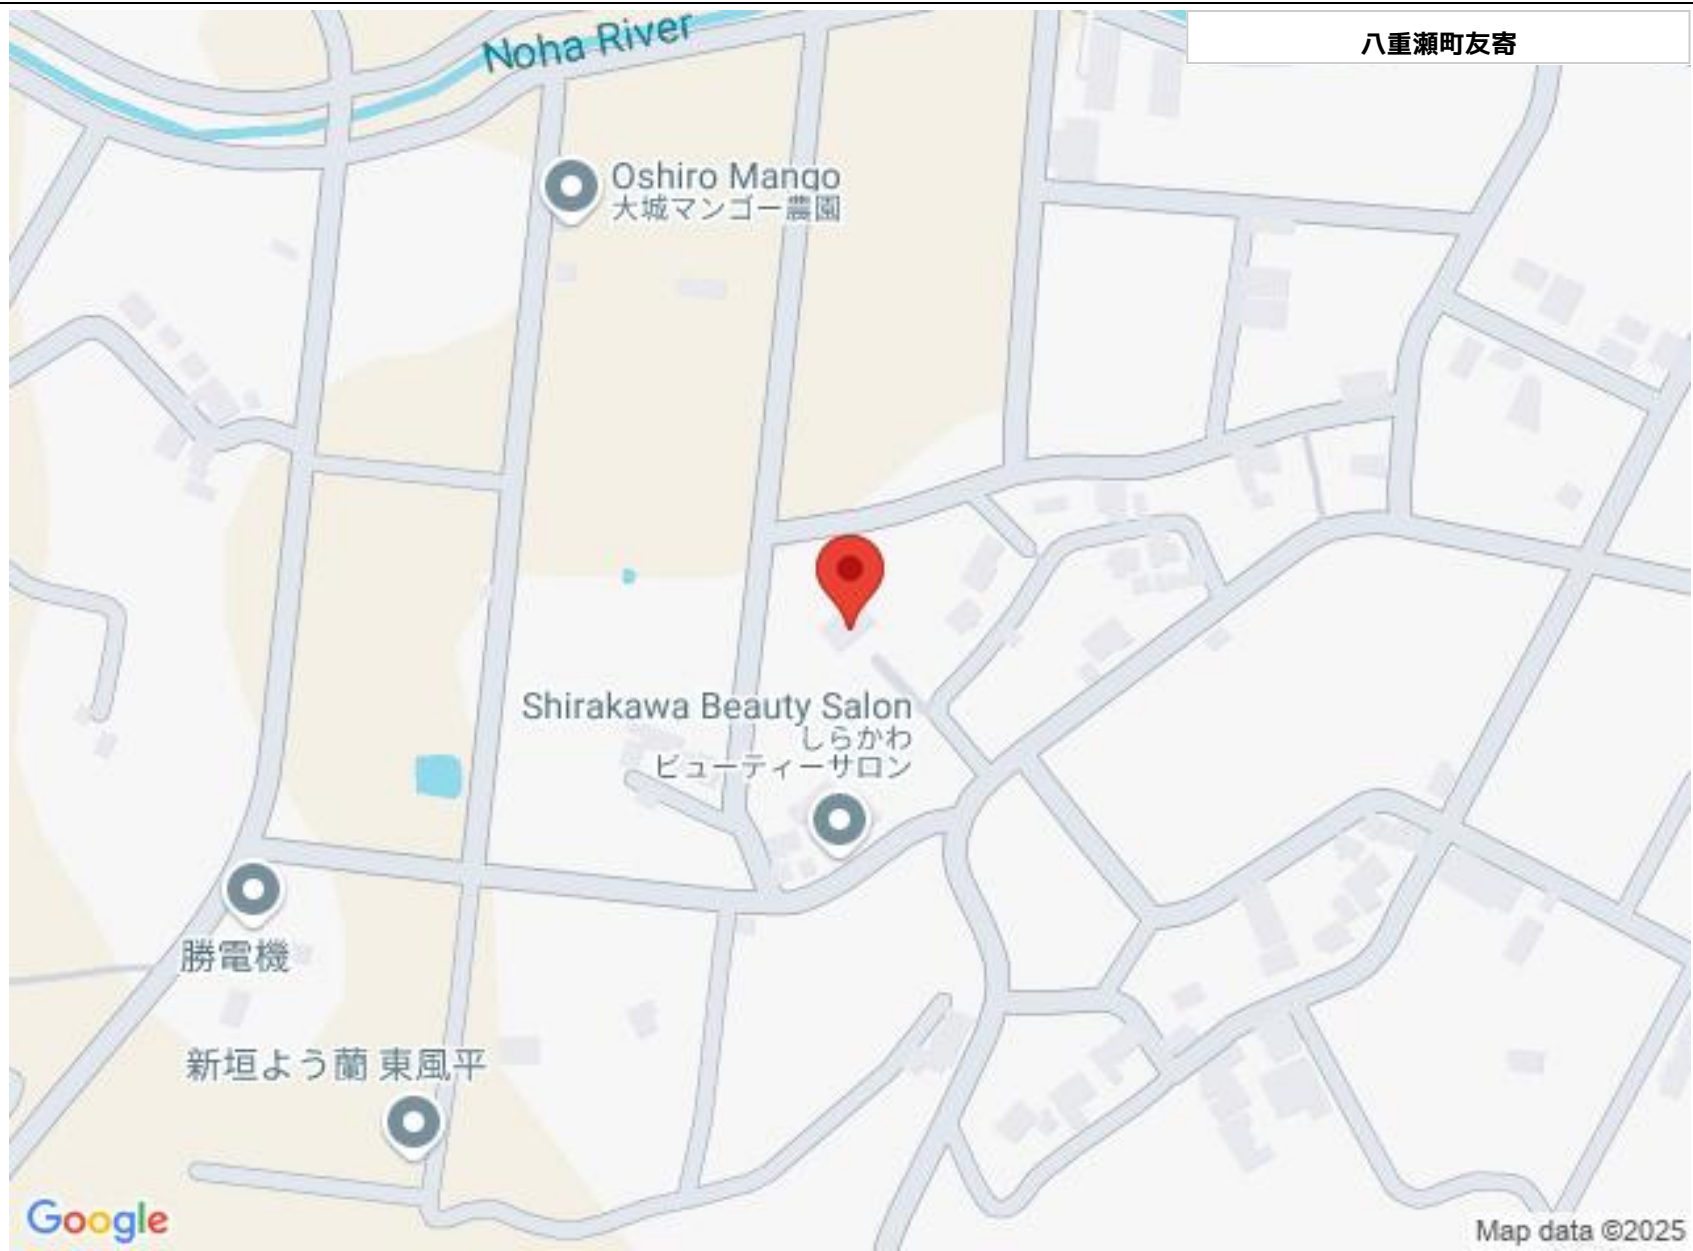 八重瀬町友寄
Noha River
Oshiro Mango
大城マンゴー農園
Shirakawa Beauty Salon
しらかわ
ビューティーサロン
勝電機
新垣よう蘭 東風平
Google
Map data ©2025